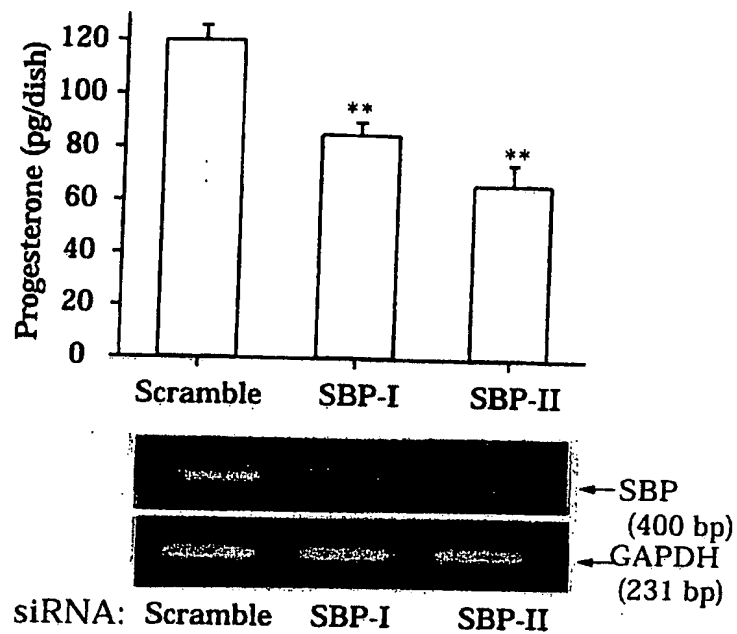 Progesterone (pg/dish)
120
100
80
60
40
20
0
**
**
Scramble SBP-I SBP-II
SBP
(400 bp)
GAPDH
(231 bp)
siRNA: Scramble SBP-I SBP-II